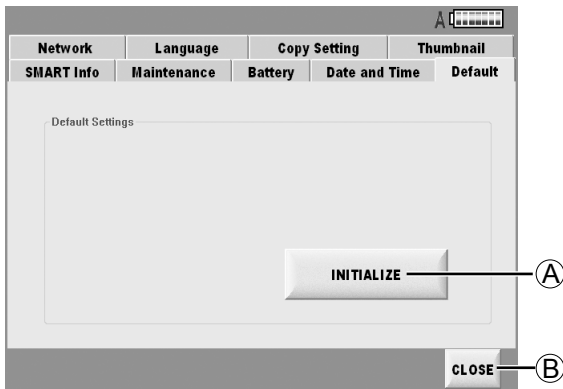 A
Network Language Copy Setting Thumbnail
SMART Info Maintenance Battery Date and Time Default
Default Settings
INITIALIZE A
CLOSE B